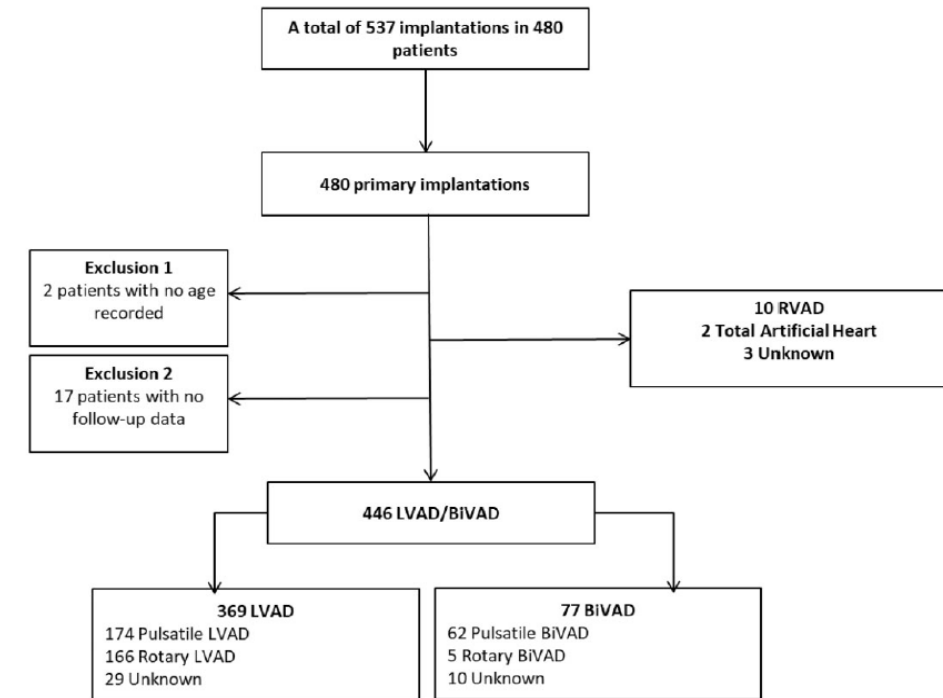 A total of 537 implantations in 480
patients
480 primary implantations
Exclusion 1
2 patients with no age
recorded
10 RVAD
2 Total Artificial Heart
3 Unknown
Exclusion 2
17 patients with no
follow-up data
446 LVAD/BiVAD
369 LVAD
174 Pulsatile LVAD
166 Rotary LVAD
29 Unknown
77 BiVAD
62 Pulsatile BiVAD
5 Rotary BiVAD
10 Unknown